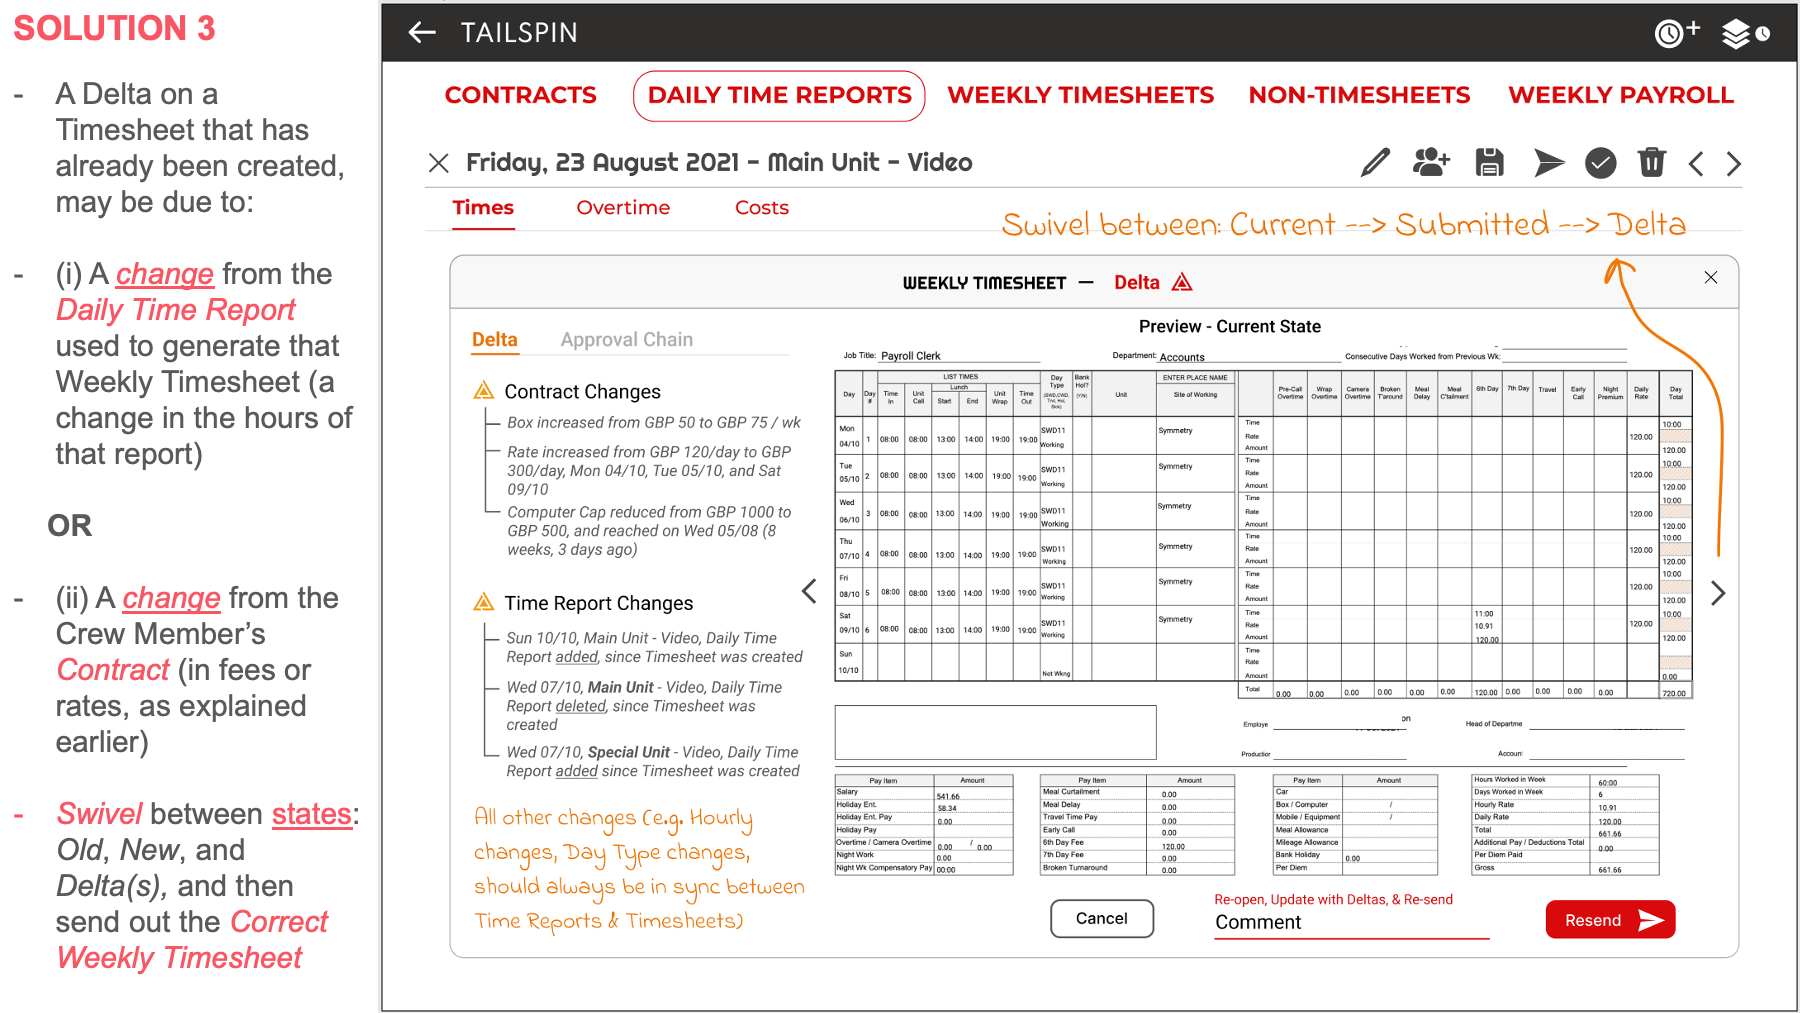 SOLUTION 3
- A Delta on a
Timesheet that has
already been created,
may be due to:
- (i) A change from the
Daily Time Report
used to generate that
Weekly Timesheet (a
change in the hours of
that report)
OR
- (ii) A change from the
Crew Member's
Contract (in fees or
rates, as explained
earlier)
- Swivel between states:
Old, New, and
Delta(s), and then
send out the Correct
Weekly Timesheet
TAILSPIN
CONTRACTS DAILY TIME REPORTS WEEKLY TIMESHEETS NON-TIMESHEETS WEEKLY PAYROLL
Friday, 23 August 2021 – Main Unit – Video
Times Overtime Costs
Swivel between: Current --> Submitted --> Delta
WEEKLY TIMESHEET — Delta
Delta Approval Chain
Contract Changes
Box increased from GBP 50 to GBP 75 / wk
Rate increased from GBP 120/day to GBP
300/day, Mon 04/10, Tue 05/10, and Sat
09/10
Computer Cap reduced from GBP 1000 to
GBP 500, and reached on Wed 05/08 (8
weeks, 3 days ago)
Time Report Changes
Sun 10/10, Main Unit - Video, Daily Time
Report added, since Timesheet was created
Wed 07/10, Main Unit - Video, Daily Time
Report deleted, since Timesheet was
created
Wed 07/10, Special Unit - Video, Daily Time
Report added since Timesheet was created
All other changes (e.g. Hourly
changes, Day Type changes,
should always be in sync between
Time Reports & Timesheets)
Preview - Current State
Job Title: Payroll Clerk Department: Accounts Consecutive Days Worked from Previous Wk:
LIST TIMES ENTER PLACE NAME
Day Day # Time In Unit Call Lunch Start End Unit Wrap Time Out Day Type (SWD,CWD, Trvl, Hol, Sick) Bank Hol? (Y/N) Unit Site of Working Pre-Call Overtime Wrap Overtime Camera Overtime Broken T'around Meal Delay Meal C'tailment 6th Day 7th Day Travel Early Call Night Premium Daily Rate Day Total
Mon 04/10 1 08:00 08:00 13:00 14:00 19:00 19:00 SWD11 Working Symmetry Time Rate Amount 120.00 10:00 120.00
Tue 05/10 2 08:00 08:00 13:00 14:00 19:00 19:00 SWD11 Working Symmetry Time Rate Amount 120.00 10:00 120.00
Wed 06/10 3 08:00 08:00 13:00 14:00 19:00 19:00 SWD11 Working Symmetry Time Rate Amount 120.00 10:00 120.00
Thu 07/10 4 08:00 08:00 13:00 14:00 19:00 19:00 SWD11 Working Symmetry Time Rate Amount 120.00 10:00 120.00
Fri 08/10 5 08:00 08:00 13:00 14:00 19:00 19:00 SWD11 Working Symmetry Time Rate Amount 120.00 10:00 120.00
Sat 09/10 6 08:00 08:00 13:00 14:00 19:00 19:00 SWD11 Working Symmetry Time Rate Amount 11:00 10.91 120.00 120.00 10:00 120.00
Sun 10/10 Not Wkng Time Rate Amount 0.00
Total 0.00 0.00 0.00 0.00 0.00 0.00 120.00 0.00 0.00 0.00 0.00 720.00
Employe on Head of Departme
Productior Account
Pay Item Amount
Salary 541.66
Holiday Ent. 58.34
Holiday Ent. Pay 0.00
Holiday Pay
Overtime / Camera Overtime 0.00 / 0.00
Night Work 0.00
Night Wk Compensatory Pay 00:00
Pay Item Amount
Meal Curtailment 0.00
Meal Delay 0.00
Travel Time Pay 0.00
Early Call 0.00
6th Day Fee 120.00
7th Day Fee 0.00
Broken Turnaround 0.00
Pay Item Amount
Car
Box / Computer /
Mobile / Equipment /
Meal Allowance
Mileage Allowance
Bank Holiday 0.00
Per Diem
Hours Worked in Week 60:00
Days Worked in Week 6
Hourly Rate 10.91
Daily Rate 120.00
Total 661.66
Additional Pay / Deductions Total 0.00
Per Diem Paid
Gross 661.66
Cancel
Re-open, Update with Deltas, & Re-send
Comment
Resend